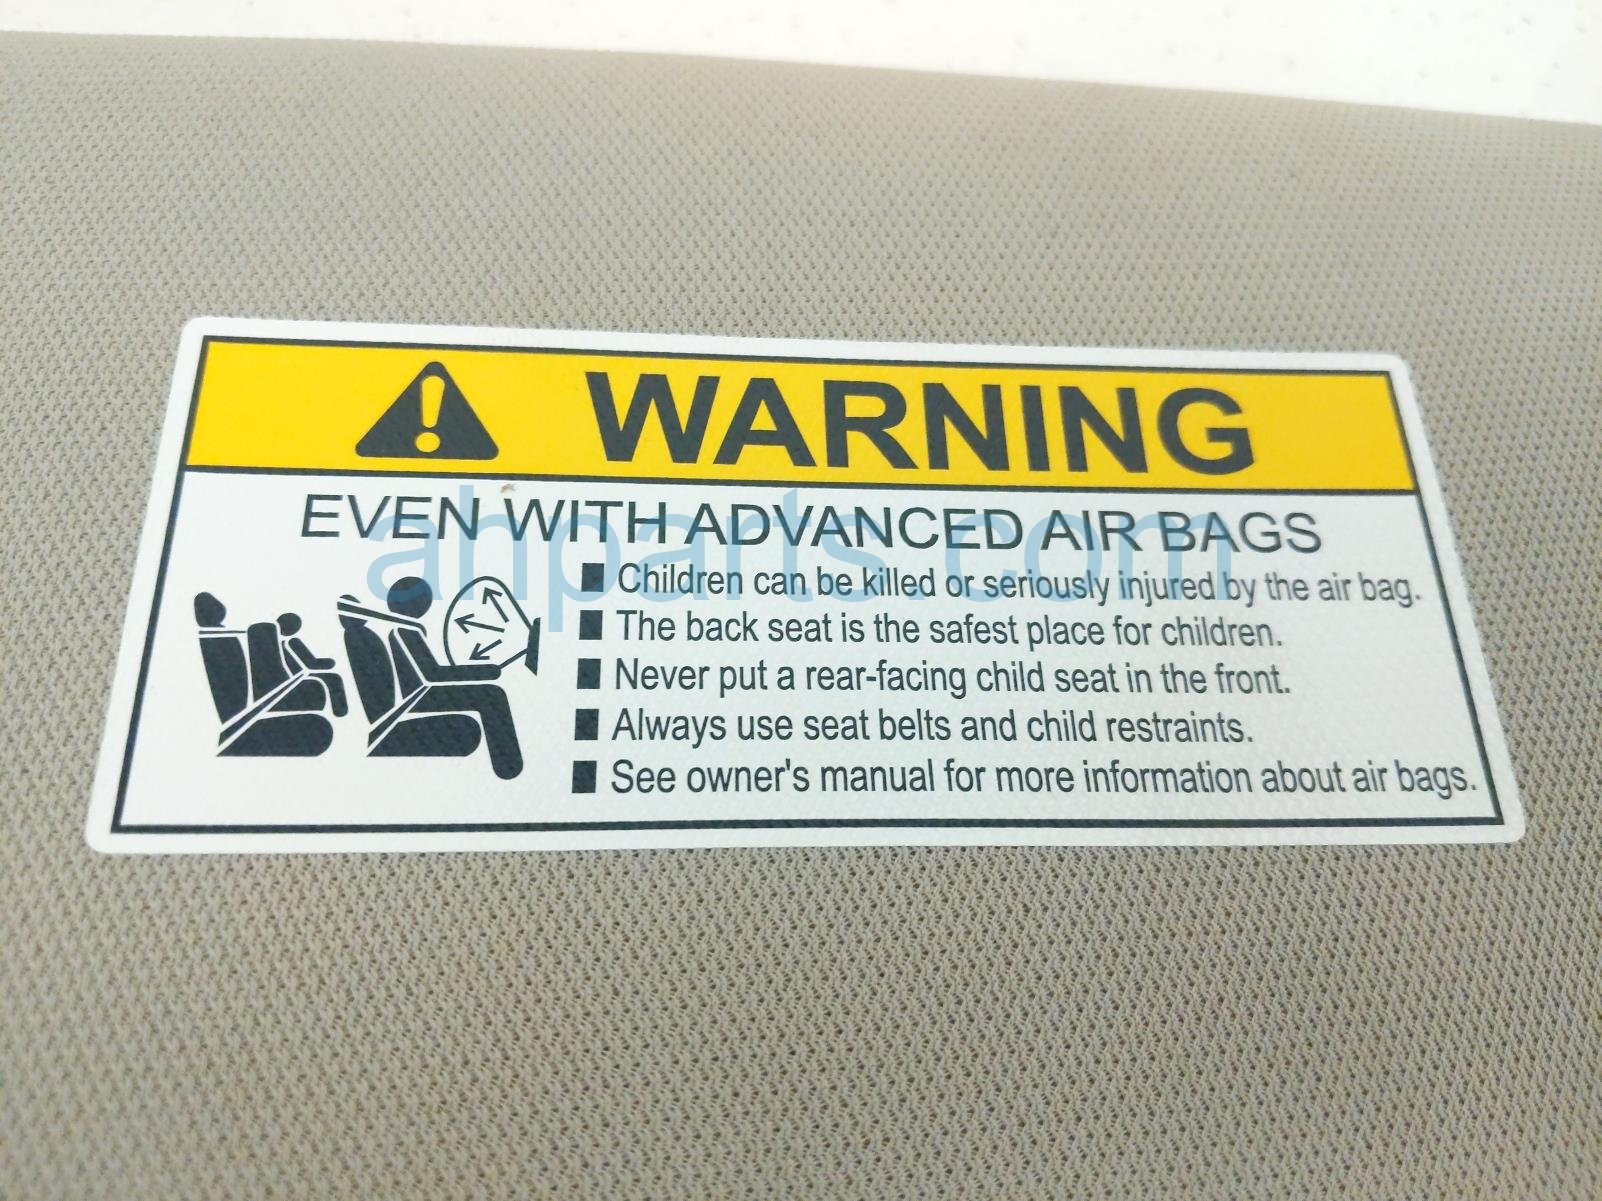 WARNING
EVEN WITH ADVANCED AIR BAGS
■ Children can be killed or seriously injured by the air bag.
■ The back seat is the safest place for children.
■ Never put a rear-facing child seat in the front.
■ Always use seat belts and child restraints.
■ See owner's manual for more information about air bags.
ahparts.com